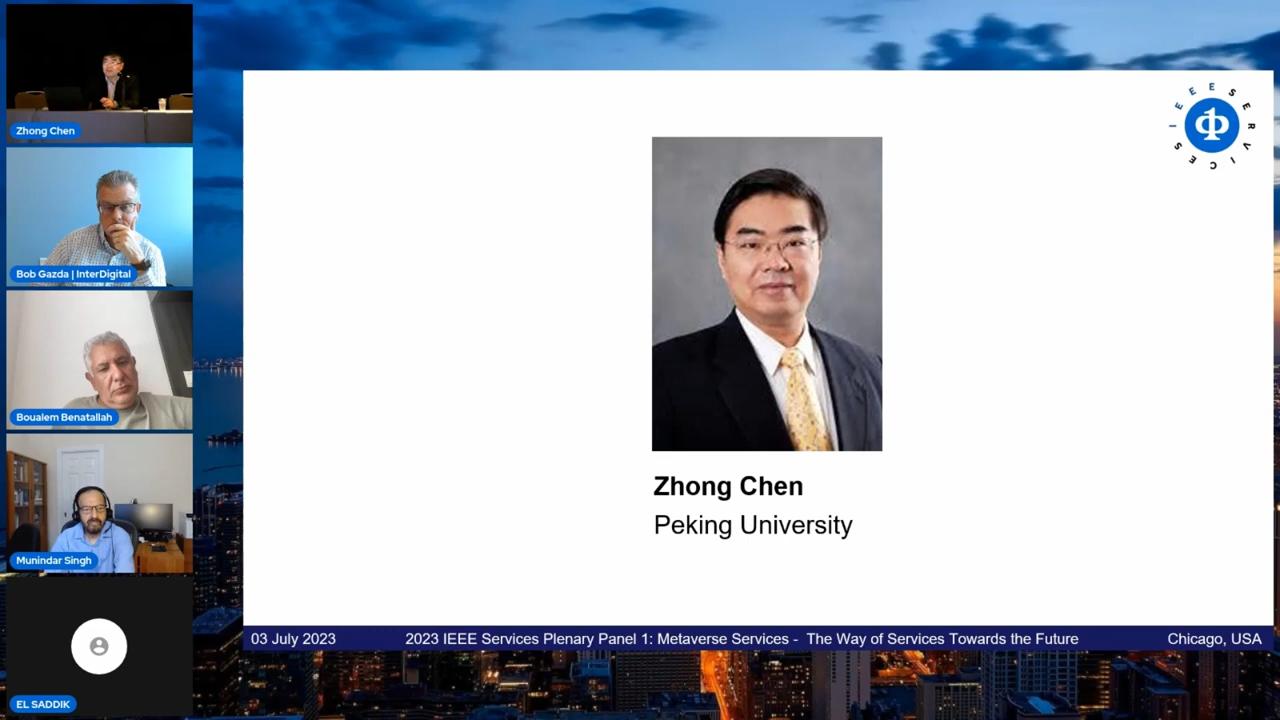 Zhong Chen
Bob Gazda | InterDigital
Boualem Benatallah
Munindar Singh
EL SADDIK
IEEE SERVICES
Zhong Chen
Peking University
03 July 2023
2023 IEEE Services Plenary Panel 1: Metaverse Services - The Way of Services Towards the Future
Chicago, USA